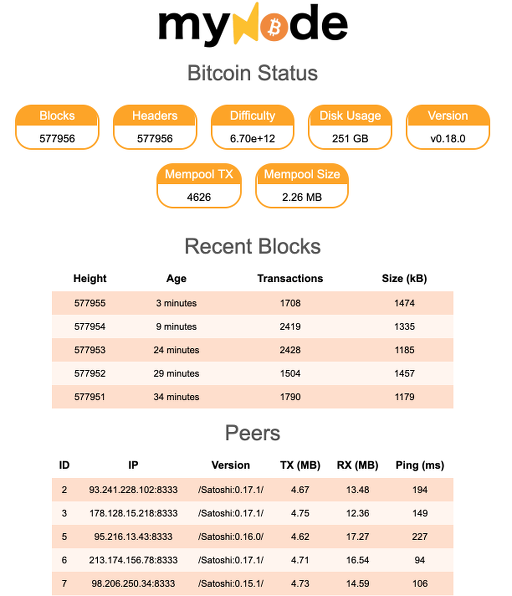 myNode
Bitcoin Status
Blocks Headers Difficulty Disk Usage Version
577956 577956 6.70e+12 251 GB v0.18.0
Mempool TX Mempool Size
4626 2.26 MB
Recent Blocks
Height Age Transactions Size (kB)
577955 3 minutes 1708 1474
577954 9 minutes 2419 1335
577953 24 minutes 2428 1185
577952 29 minutes 1504 1457
577951 34 minutes 1790 1179
Peers
ID IP Version TX (MB) RX (MB) Ping (ms)
2 93.241.228.102:8333 /Satoshi:0.17.1/ 4.67 13.48 194
3 178.128.15.218:8333 /Satoshi:0.17.1/ 4.75 12.36 149
5 95.216.13.43:8333 /Satoshi:0.16.0/ 4.62 17.27 227
6 213.174.156.78:8333 /Satoshi:0.17.1/ 4.71 16.54 94
7 98.206.250.34:8333 /Satoshi:0.15.1/ 4.73 14.59 106